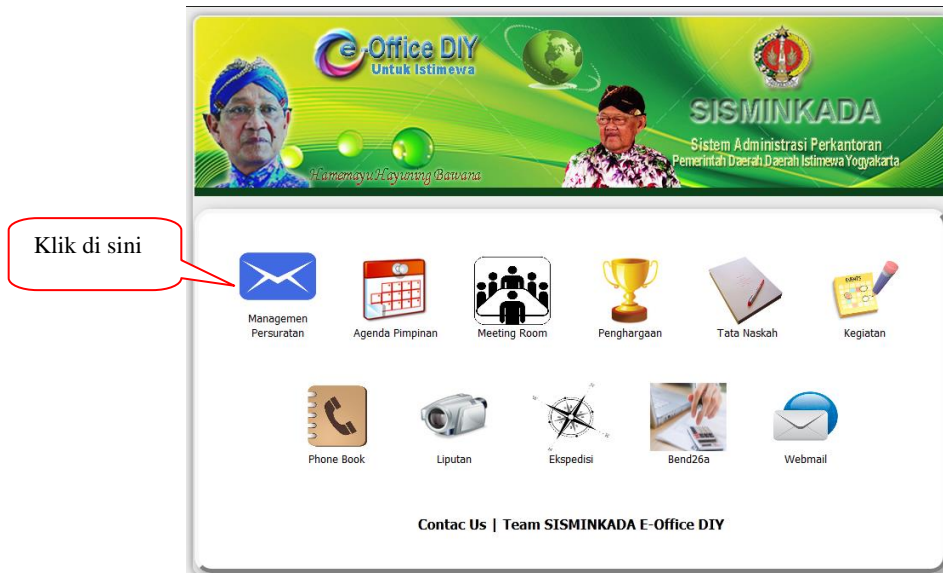 e-Office DIY
Untuk Istimewa
SISMINKADA
Sistem Administrasi Perkantoran
Pemerintah Daerah Daerah Istimewa Yogyakarta
Hamemayu Hayuning Bawana
Klik di sini
Managemen
Persuratan
Agenda Pimpinan
Meeting Room
Penghargaan
Tata Naskah
Kegiatan
Phone Book
Liputan
Ekspedisi
Bend26a
Webmail
Contac Us | Team SISMINKADA E-Office DIY